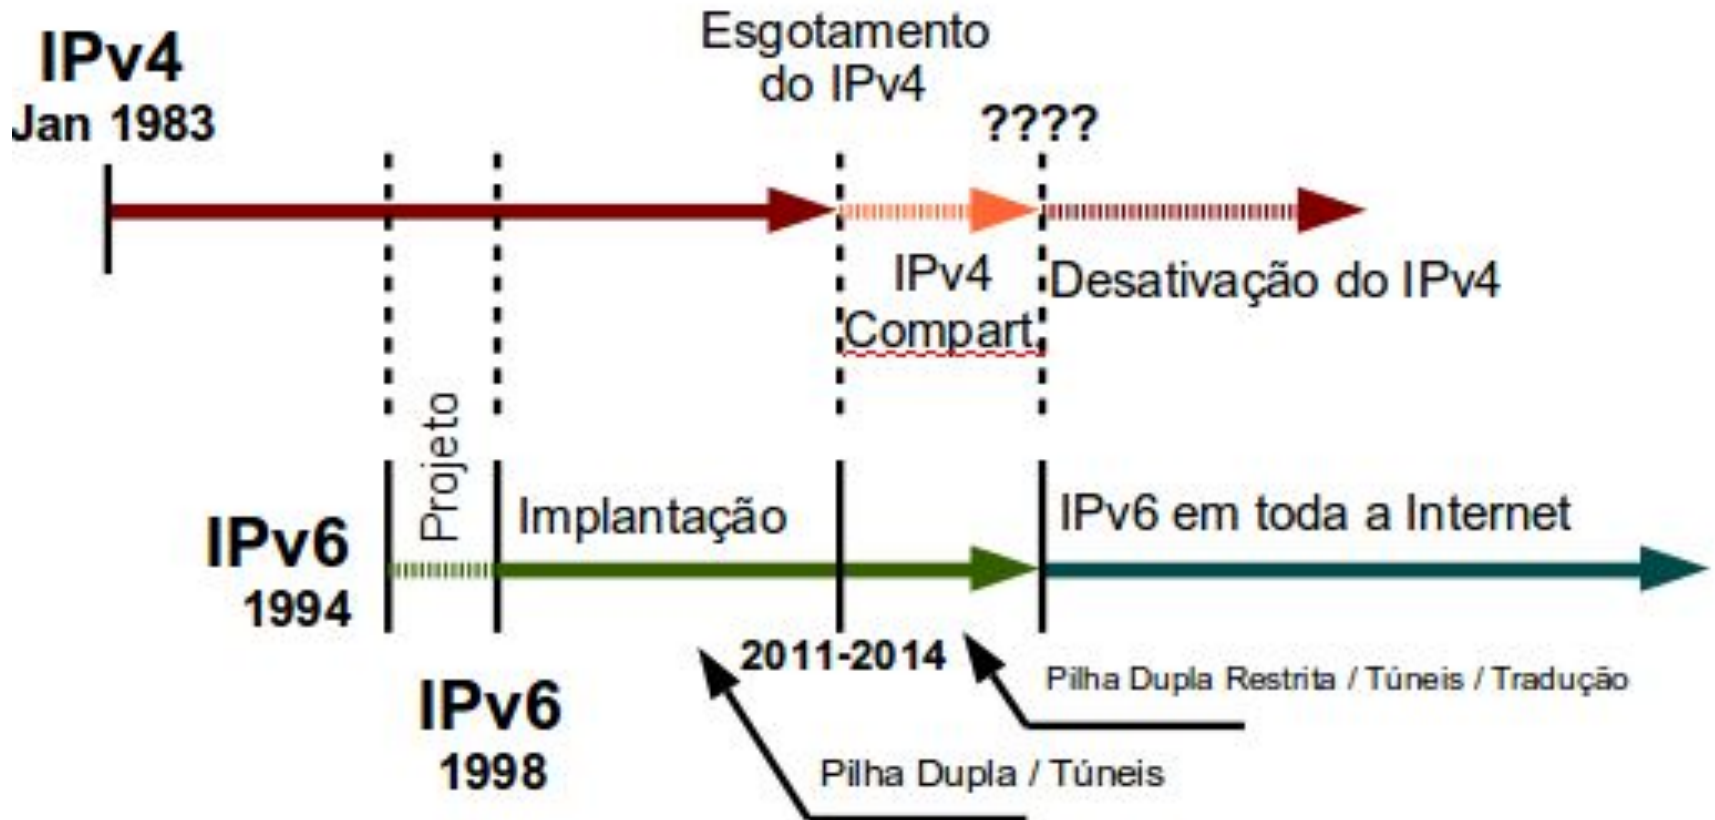 IPv4
Jan 1983
Esgotamento
do IPv4
????
IPv4
Compart.
Desativação do IPv4
Projeto
IPv6
1994
Implantação
IPv6 em toda a Internet
IPv6
1998
2011-2014
Pilha Dupla Restrita / Túneis / Tradução
Pilha Dupla / Túneis